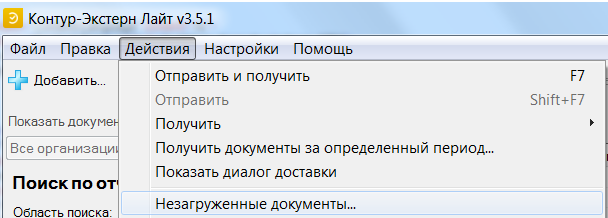 Э Контур-Экстерн Лайт v3.5.1
Файл Правка Действия Настройки Помощь
Добавить...
Отправить и получить F7
Отправить Shift+F7
Показать докумен
Получить
Все организации
Получить документы за определенный период...
Показать диалог доставки
Поиск по от
Незагруженные документы...
Область поиска: